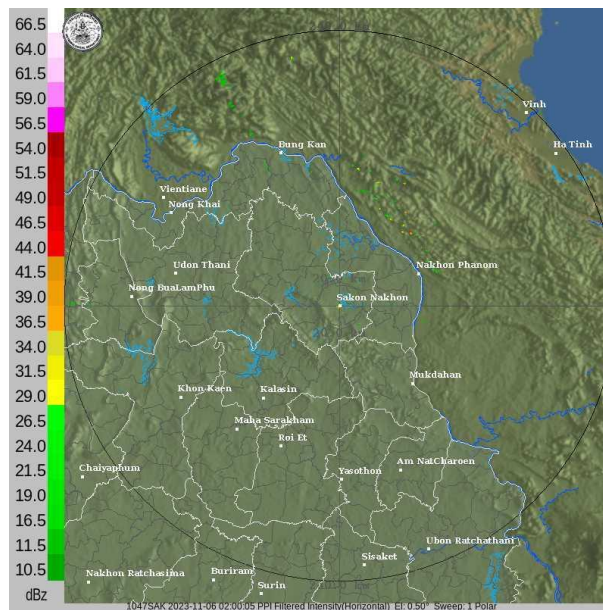 66.5
64.0
61.5
59.0
56.5
54.0
51.5
49.0
46.5
44.0
41.5
39.0
36.5
34.0
31.5
29.0
26.5
24.0
21.5
19.0
16.5
14.0
11.5
10.5
dBz
Vinh
Ha Tinh
Bung Kan
Vientiane
Nong Khai
Udon Thani
Nakhon Phanom
Nong BuaLamPhu
Sakon Nakhon
Mukdahan
Khon Kaen
Kalasin
Maha Sarakham
Roi Et
Am NatCharoen
Chaiyaphum
Yasothon
Ubon Ratchathani
Sisaket
Nakhon Ratchasima
Buriram
Surin
1047SAK 2023-11-06 02:00:05 PPI Filtered Intensity(Horizontal) El: 0.50° Sweep: 1 Polar